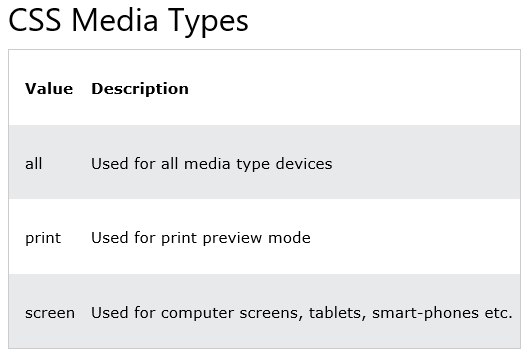 CSS Media Types
Value Description
all Used for all media type devices
print Used for print preview mode
screen Used for computer screens, tablets, smart-phones etc.